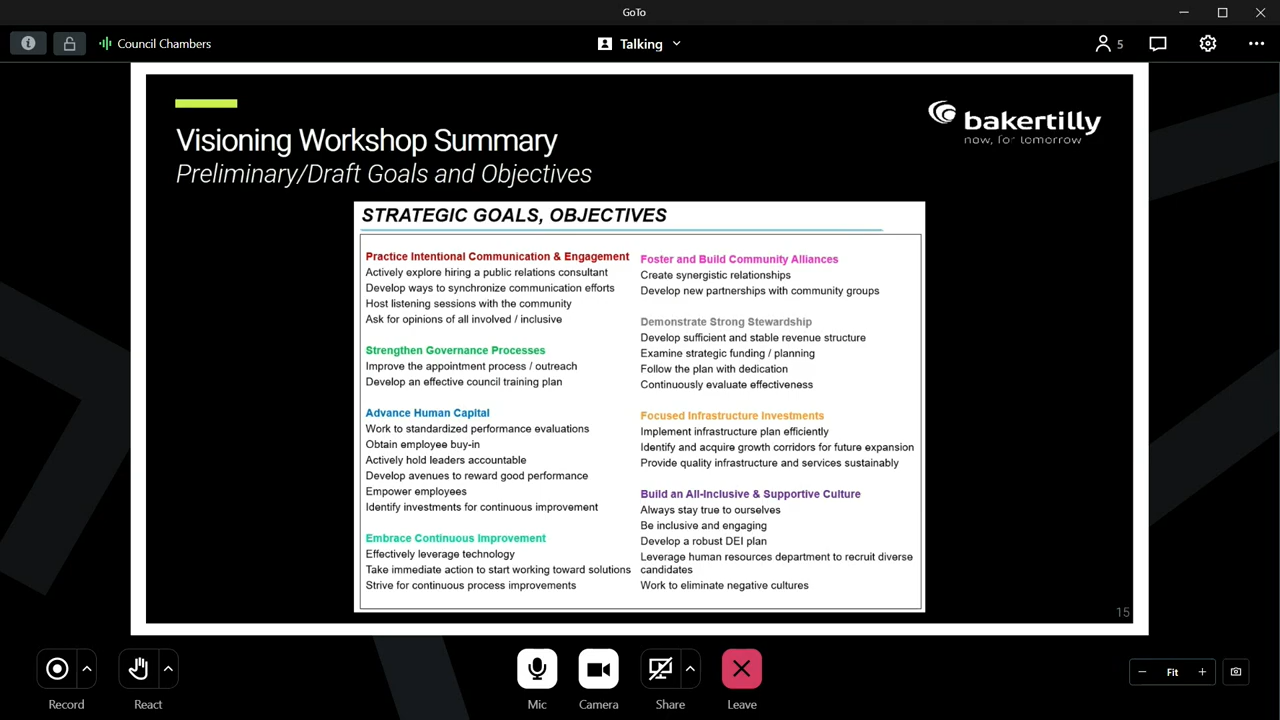 GoTo
Council Chambers
Talking
5
Visioning Workshop Summary
Preliminary/Draft Goals and Objectives
bakertilly
now, for tomorrow
STRATEGIC GOALS, OBJECTIVES
Practice Intentional Communication & Engagement
Actively explore hiring a public relations consultant
Develop ways to synchronize communication efforts
Host listening sessions with the community
Ask for opinions of all involved / inclusive
Strengthen Governance Processes
Improve the appointment process / outreach
Develop an effective council training plan
Advance Human Capital
Work to standardized performance evaluations
Obtain employee buy-in
Actively hold leaders accountable
Develop avenues to reward good performance
Empower employees
Identify investments for continuous improvement
Embrace Continuous Improvement
Effectively leverage technology
Take immediate action to start working toward solutions
Strive for continuous process improvements
Foster and Build Community Alliances
Create synergistic relationships
Develop new partnerships with community groups
Demonstrate Strong Stewardship
Develop sufficient and stable revenue structure
Examine strategic funding / planning
Follow the plan with dedication
Continuously evaluate effectiveness
Focused Infrastructure Investments
Implement infrastructure plan efficiently
Identify and acquire growth corridors for future expansion
Provide quality infrastructure and services sustainably
Build an All-Inclusive & Supportive Culture
Always stay true to ourselves
Be inclusive and engaging
Develop a robust DEI plan
Leverage human resources department to recruit diverse
candidates
Work to eliminate negative cultures
15
Record
React
Mic
Camera
Share
Leave
Fit